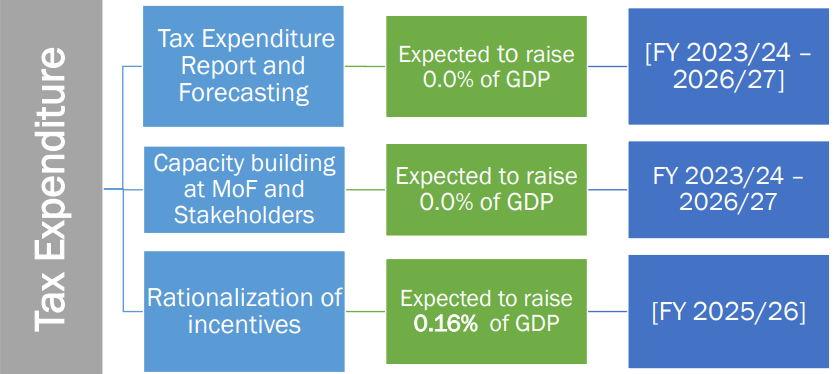 Tax Expenditure
Tax Expenditure
Report and
Forecasting
Expected to raise
0.0% of GDP
[FY 2023/24 –
2026/27]
Capacity building
at MoF and
Stakeholders
Expected to raise
0.0% of GDP
FY 2023/24 –
2026/27
Rationalization of
incentives
Expected to raise
0.16% of GDP
[FY 2025/26]